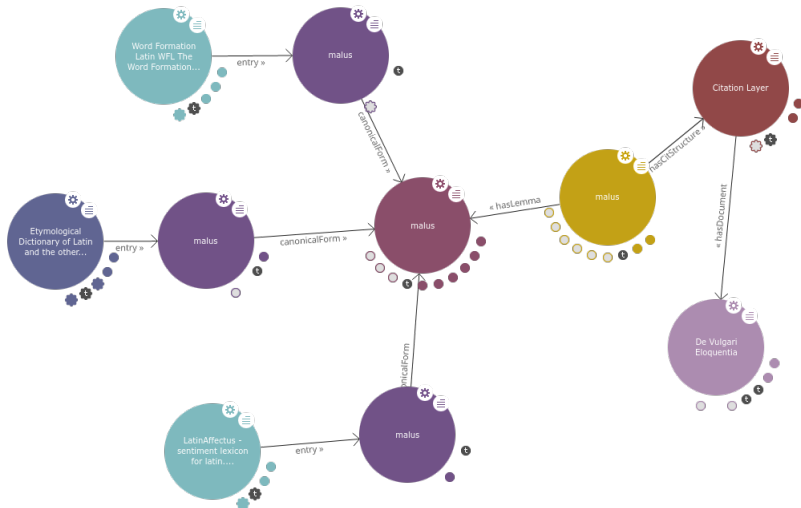 Word Formation
Latin WFL The
Word Formation...
entry »
malus
canonicalForm »
Citation Layer
hasCitStructure »
malus
« hasLemma
malus
Etymological
Dictionary of Latin
and the other...
entry »
malus
canonicalForm »
« hasDocument
De Vulgari
Eloquentia
onicalForm
malus
LatinAffectus -
sentiment lexicon
for latin....
entry »
t
t
t
t
t
t
t
t
t
t